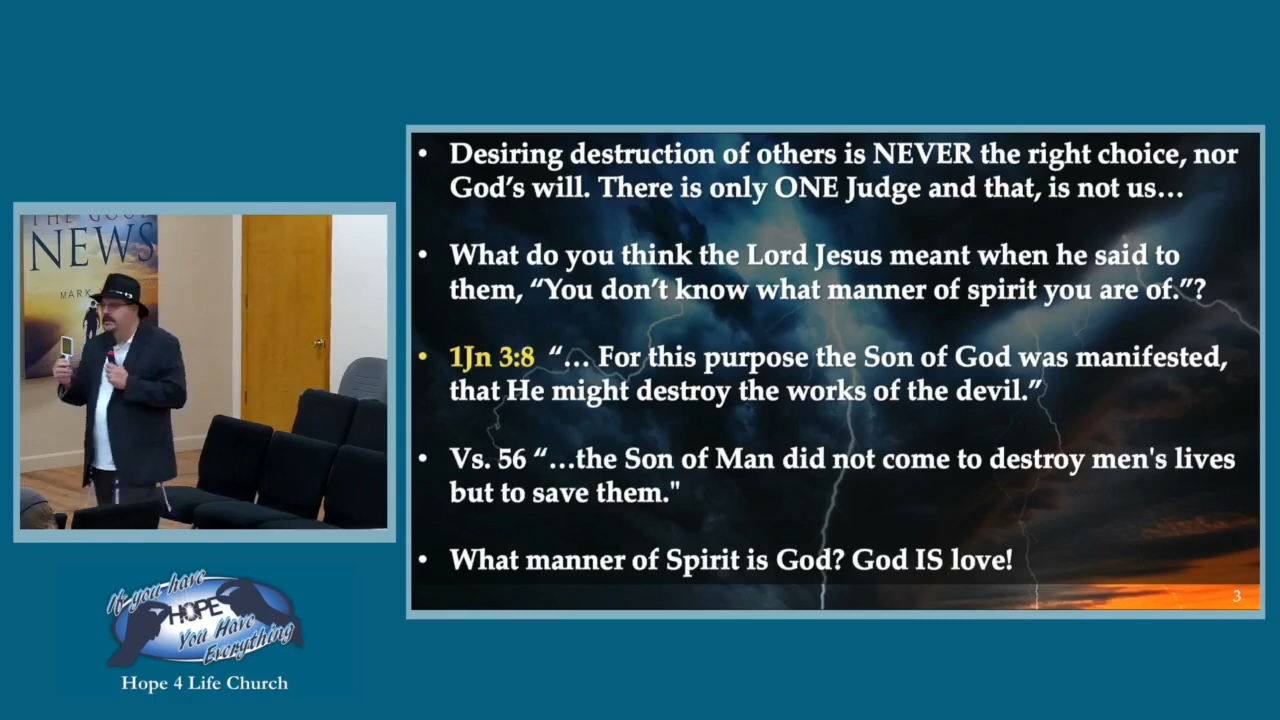 THE GOOD
NEWS
MARK
• Desiring destruction of others is NEVER the right choice, nor
God’s will. There is only ONE Judge and that, is not us…
• What do you think the Lord Jesus meant when he said to
them, “You don’t know what manner of spirit you are of.”?
• 1Jn 3:8 “… For this purpose the Son of God was manifested,
that He might destroy the works of the devil.”
• Vs. 56 “…the Son of Man did not come to destroy men's lives
but to save them."
• What manner of Spirit is God? God IS love!
3
If you have
HOPE
You Have
Everything
Hope 4 Life Church